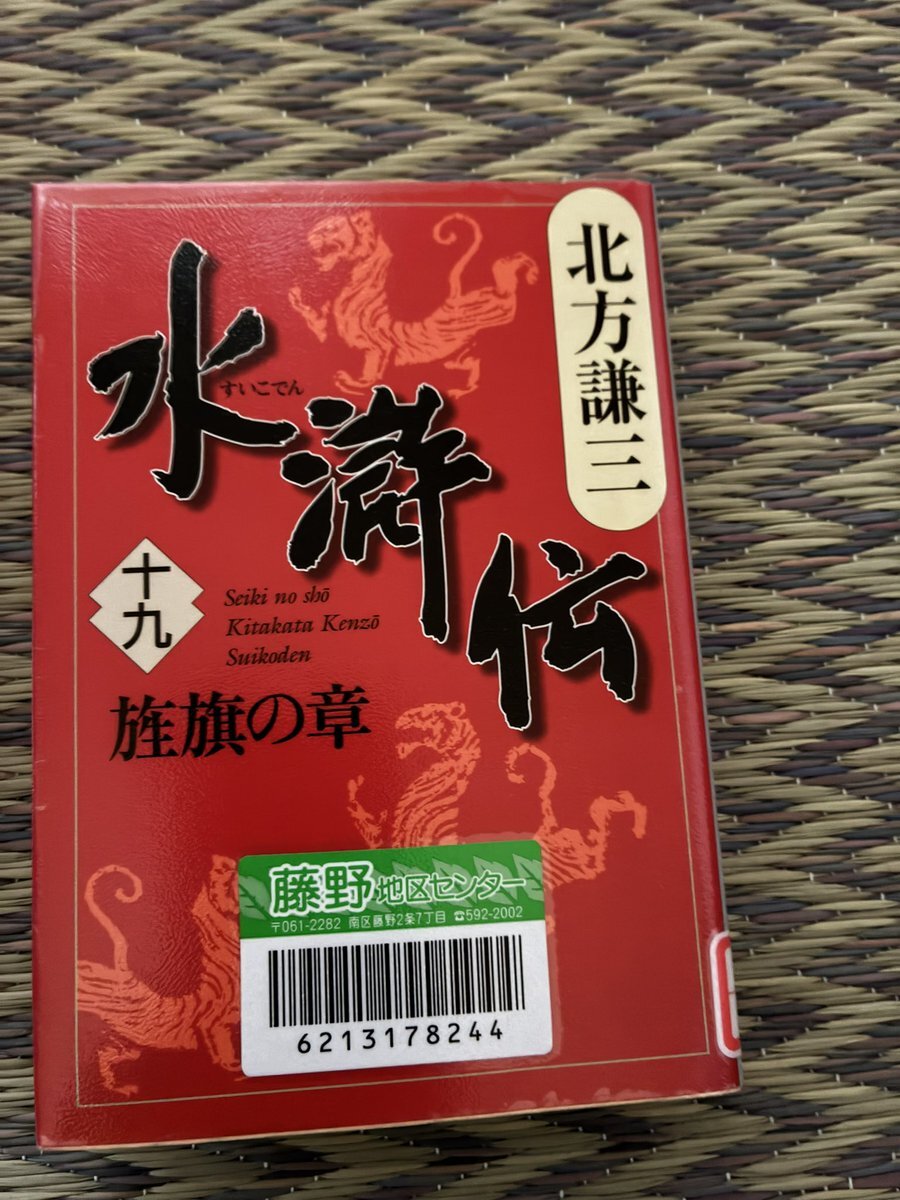 北方謙三
水滸伝
すいこでん
十九
Seiki no shō
Kitakata Kenzō
Suikoden
旌旗の章
藤野地区センター
〒061-2282 南区藤野2条7丁目 ☎592-2002
6213178244